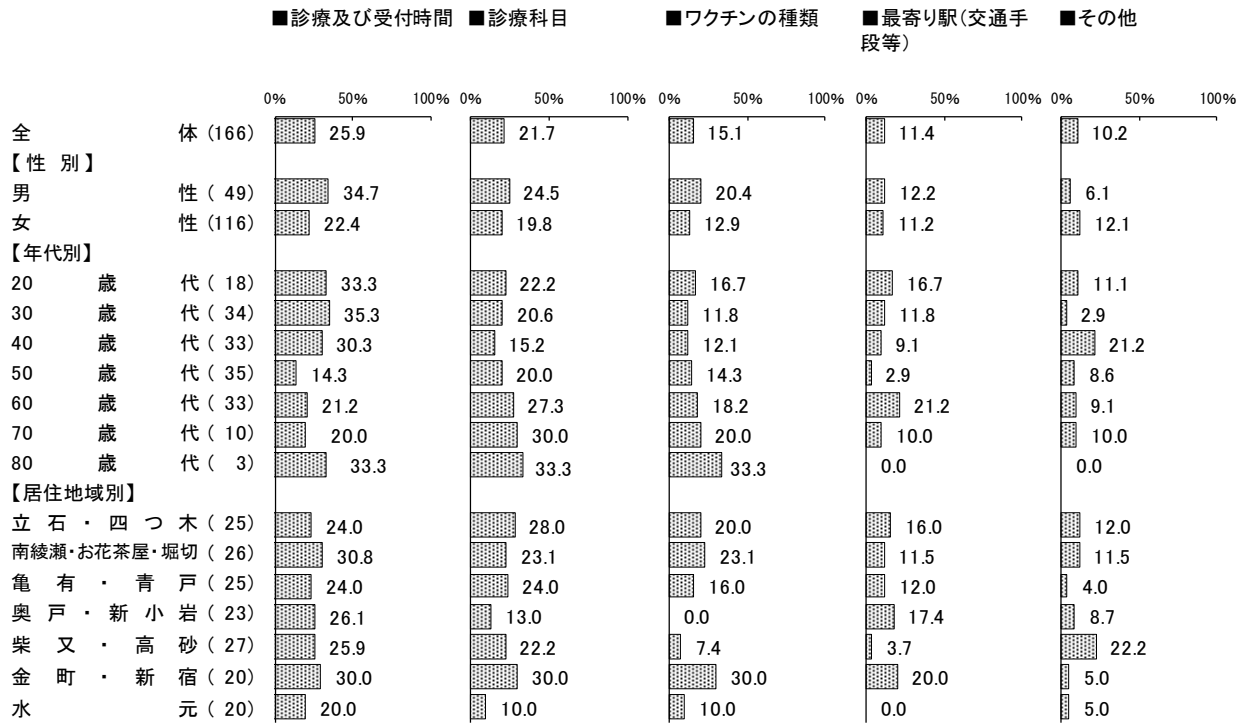 ■診療及び受付時間 ■診療科目 ■ワクチンの種類 ■最寄り駅(交通手段等) ■その他
0% 50% 100% 0% 50% 100% 0% 50% 100% 0% 50% 100% 0% 50% 100%
全体 (166) 25.9 21.7 15.1 11.4 10.2
【性別】
男性 ( 49) 34.7 24.5 20.4 12.2 6.1
女性 (116) 22.4 19.8 12.9 11.2 12.1
【年代別】
20歳代 ( 18) 33.3 22.2 16.7 16.7 11.1
30歳代 ( 34) 35.3 20.6 11.8 11.8 2.9
40歳代 ( 33) 30.3 15.2 12.1 9.1 21.2
50歳代 ( 35) 14.3 20.0 14.3 2.9 8.6
60歳代 ( 33) 21.2 27.3 18.2 21.2 9.1
70歳代 ( 10) 20.0 30.0 20.0 10.0 10.0
80歳代 ( 3) 33.3 33.3 33.3 0.0 0.0
【居住地域別】
立石・四つ木 ( 25) 24.0 28.0 20.0 16.0 12.0
南綾瀬・お花茶屋・堀切 ( 26) 30.8 23.1 23.1 11.5 11.5
亀有・青戸 ( 25) 24.0 24.0 16.0 12.0 4.0
奥戸・新小岩 ( 23) 26.1 13.0 0.0 17.4 8.7
柴又・高砂 ( 27) 25.9 22.2 7.4 3.7 22.2
金町・新宿 ( 20) 30.0 30.0 30.0 20.0 5.0
水元 ( 20) 20.0 10.0 10.0 0.0 5.0